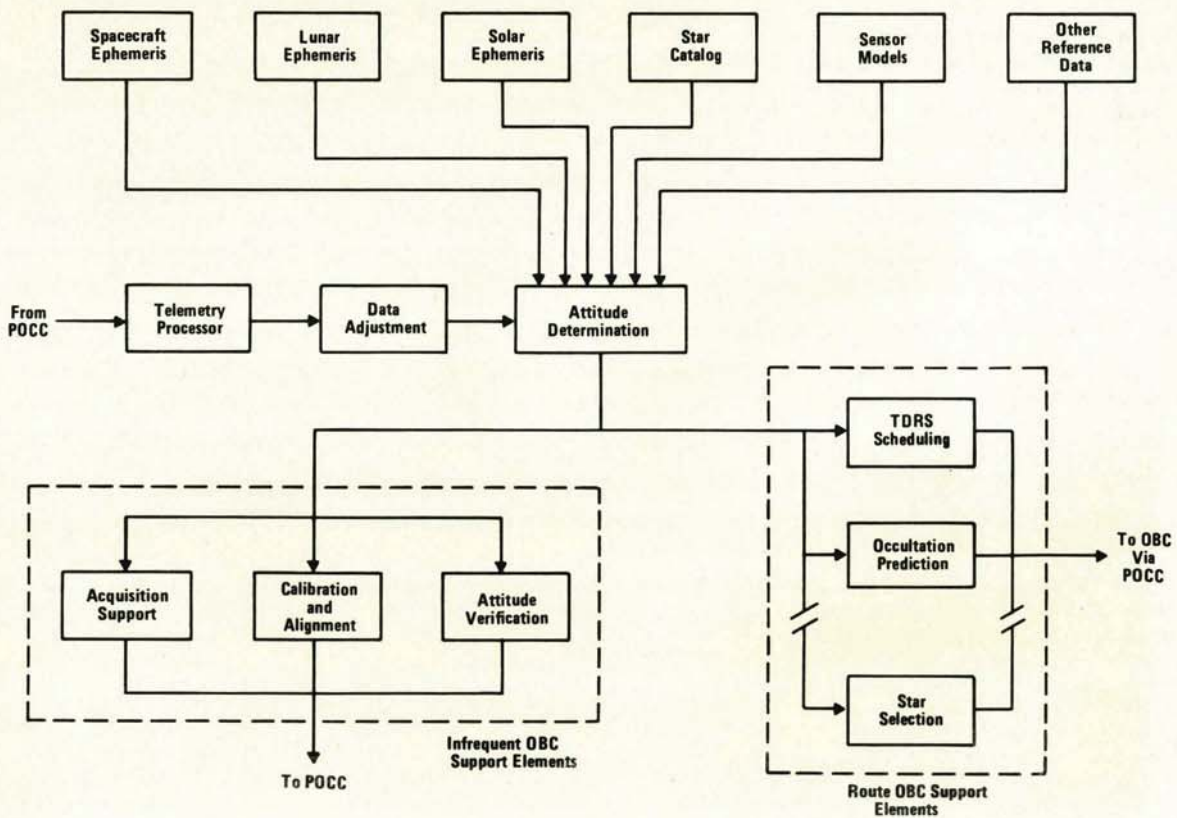 Spacecraft
Ephemeris
Lunar
Ephemeris
Solar
Ephemeris
Star
Catalog
Sensor
Models
Other
Reference
Data
From
POCC
Telemetry
Processor
Data
Adjustment
Attitude
Determination
TDRS
Scheduling
Occultation
Prediction
Star
Selection
To OBC
Via
POCC
Acquisition
Support
Calibration
and
Alignment
Attitude
Verification
Infrequent OBC
Support Elements
To POCC
Route OBC Support
Elements